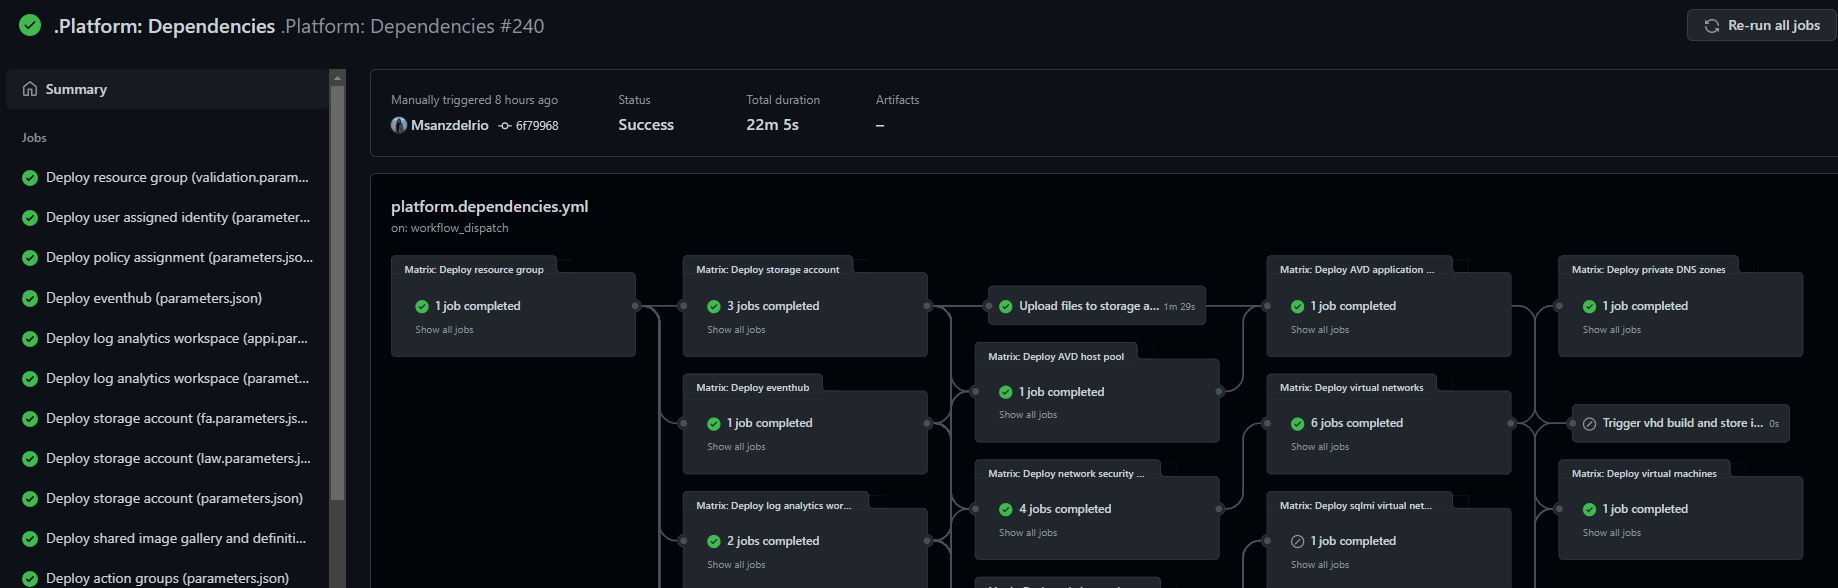 .Platform: Dependencies .Platform: Dependencies #240
Re-run all jobs
Summary
Jobs
Deploy resource group (validation.param...
Deploy user assigned identity (parameter...
Deploy policy assignment (parameters.jso...
Deploy eventhub (parameters.json)
Deploy log analytics workspace (appi.par...
Deploy log analytics workspace (paramet...
Deploy storage account (fa.parameters.js...
Deploy storage account (law.parameters.j...
Deploy storage account (parameters.json)
Deploy shared image gallery and definiti...
Deploy action groups (parameters.json)
Manually triggered 8 hours ago
Msanzdelrio 6f79968
Status
Success
Total duration
22m 5s
Artifacts
–
platform.dependencies.yml
on: workflow_dispatch
Matrix: Deploy resource group
1 job completed
Show all jobs
Matrix: Deploy storage account
3 jobs completed
Show all jobs
Matrix: Deploy eventhub
1 job completed
Show all jobs
Matrix: Deploy log analytics wor...
2 jobs completed
Show all jobs
Upload files to storage a... 1m 29s
Matrix: Deploy AVD host pool
1 job completed
Show all jobs
Matrix: Deploy network security ...
4 jobs completed
Show all jobs
Matrix: Deploy AVD application ...
1 job completed
Show all jobs
Matrix: Deploy virtual networks
6 jobs completed
Show all jobs
Matrix: Deploy sqlmi virtual net...
1 job completed
Show all jobs
Matrix: Deploy private DNS zones
1 job completed
Show all jobs
Trigger vhd build and store i... 0s
Matrix: Deploy virtual machines
1 job completed
Show all jobs